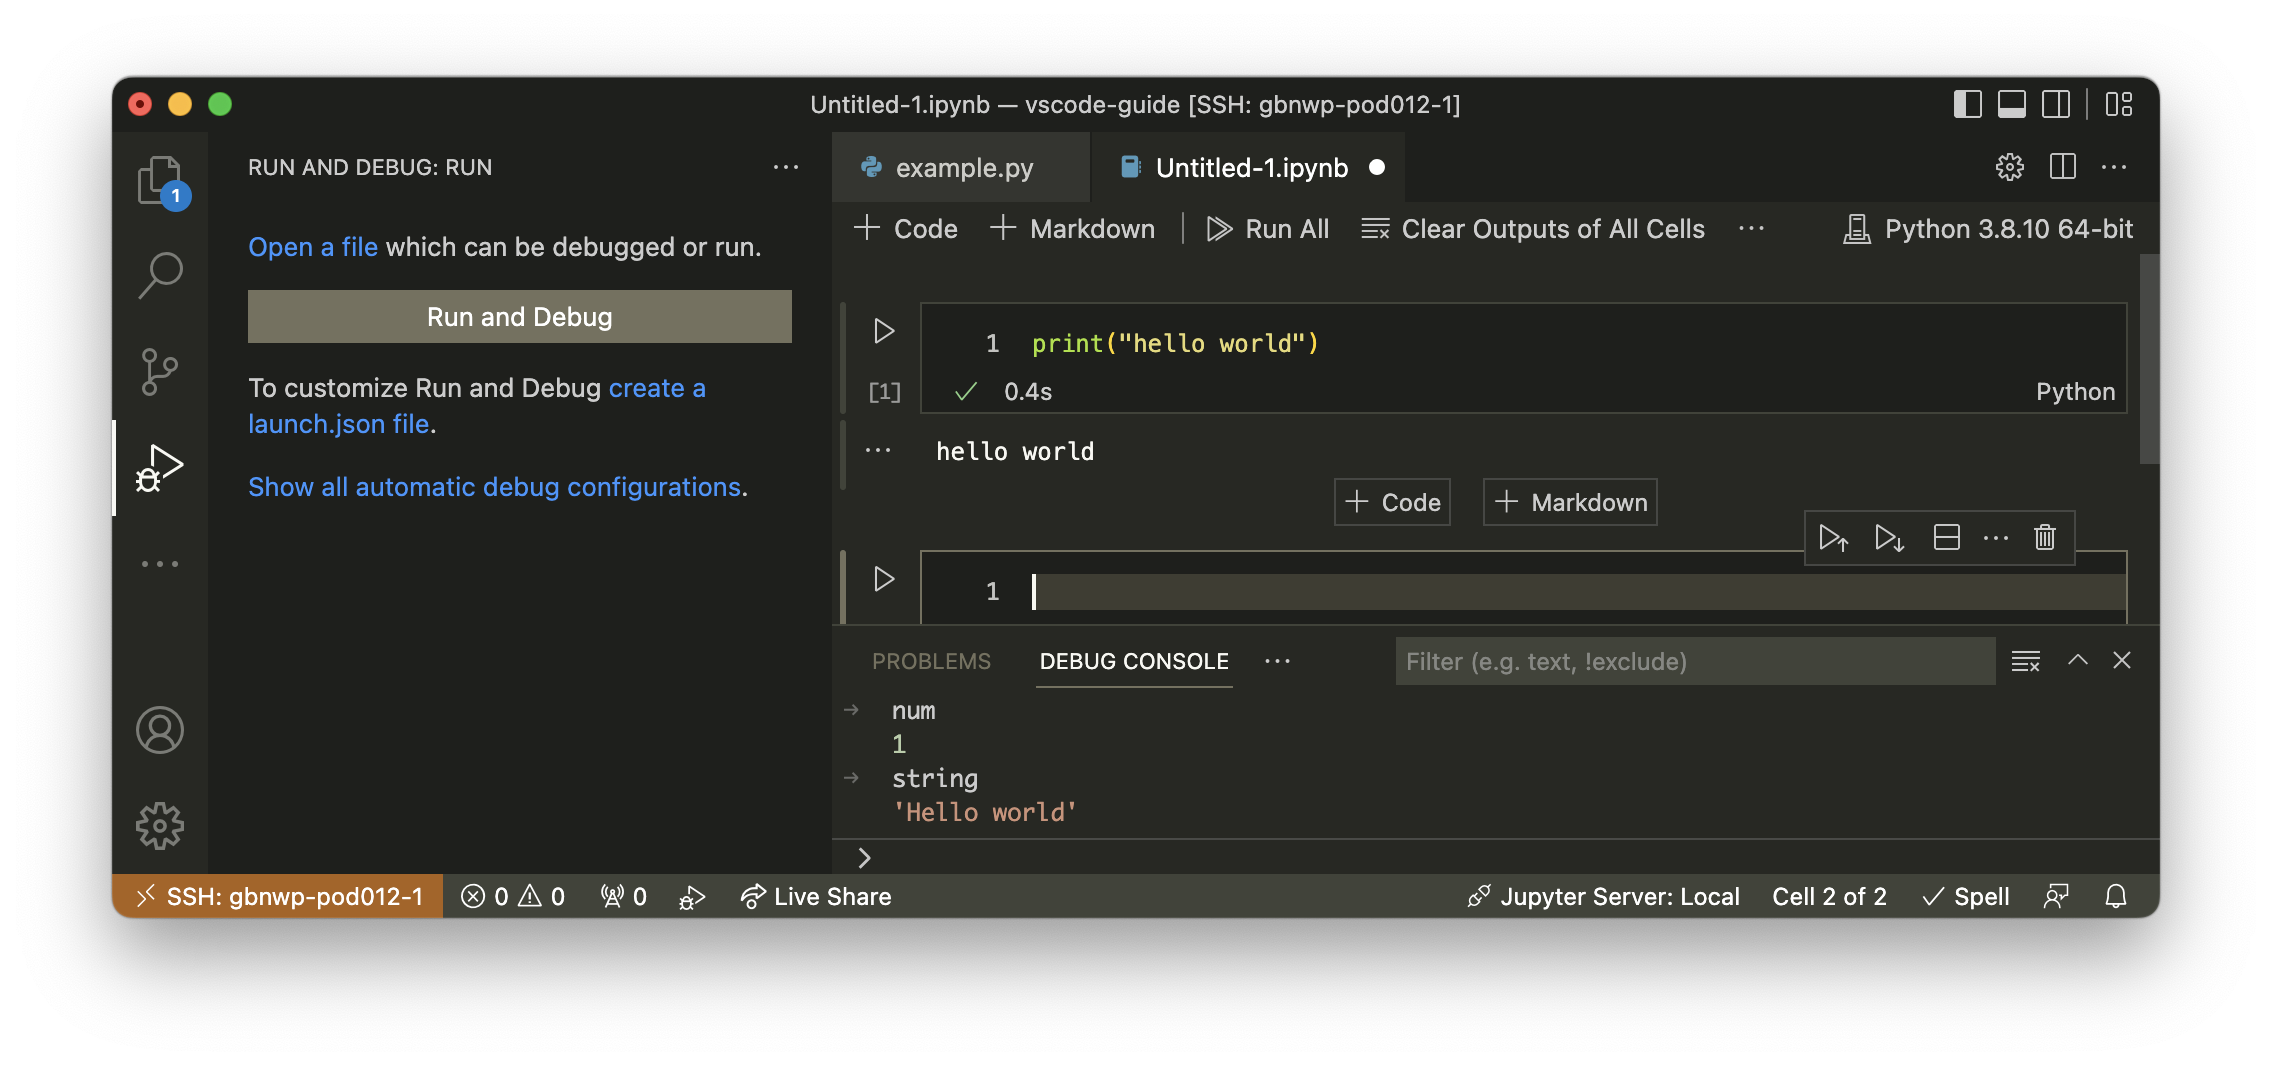 Untitled-1.ipynb — vscode-guide [SSH: gbnwp-pod012-1]
1
RUN AND DEBUG: RUN
Open a file which can be debugged or run.
Run and Debug
To customize Run and Debug create a
launch.json file.
Show all automatic debug configurations.
example.py
Untitled-1.ipynb
Code Markdown Run All Clear Outputs of All Cells Python 3.8.10 64-bit
1 print("hello world")
[1] 0.4s Python
hello world
Code Markdown
1
PROBLEMS DEBUG CONSOLE Filter (e.g. text, !exclude)
num
1
string
'Hello world'
SSH: gbnwp-pod012-1 0 0 0 Live Share Jupyter Server: Local Cell 2 of 2 Spell